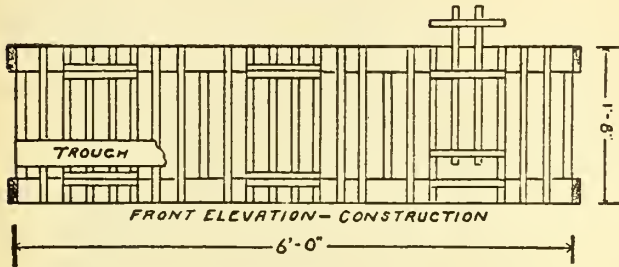 TROUGH
1'-8"
FRONT ELEVATION — CONSTRUCTION
6'-0"